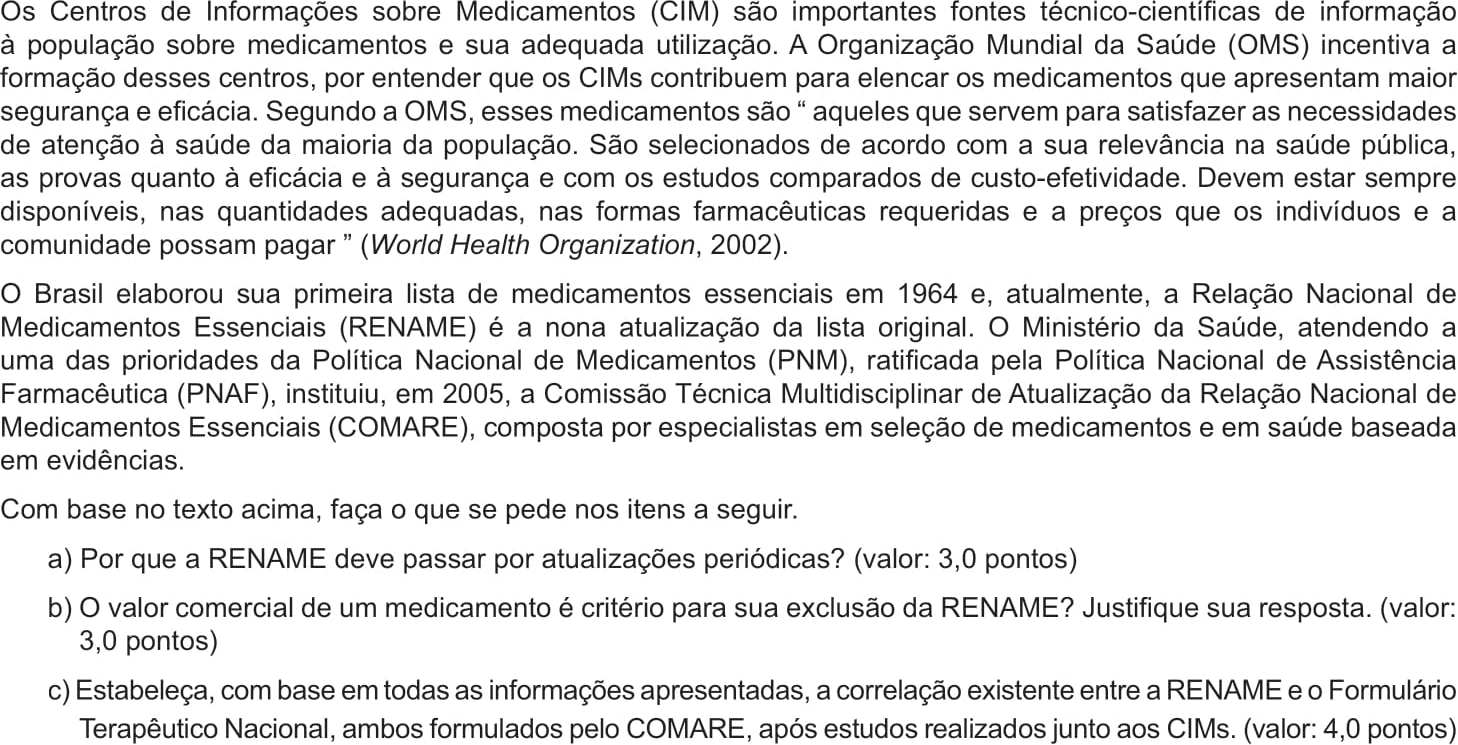 Os Centros de Informações sobre Medicamentos (CIM) são importantes fontes técnico-científicas de informação
à população sobre medicamentos e sua adequada utilização. A Organização Mundial da Saúde (OMS) incentiva a
formação desses centros, por entender que os CIMs contribuem para elencar os medicamentos que apresentam maior
segurança e eficácia. Segundo a OMS, esses medicamentos são “ aqueles que servem para satisfazer as necessidades
de atenção à saúde da maioria da população. São selecionados de acordo com a sua relevância na saúde pública,
as provas quanto à eficácia e à segurança e com os estudos comparados de custo-efetividade. Devem estar sempre
disponíveis, nas quantidades adequadas, nas formas farmacêuticas requeridas e a preços que os indivíduos e a
comunidade possam pagar ” (World Health Organization, 2002).
O Brasil elaborou sua primeira lista de medicamentos essenciais em 1964 e, atualmente, a Relação Nacional de
Medicamentos Essenciais (RENAME) é a nona atualização da lista original. O Ministério da Saúde, atendendo a
uma das prioridades da Política Nacional de Medicamentos (PNM), ratificada pela Política Nacional de Assistência
Farmacêutica (PNAF), instituiu, em 2005, a Comissão Técnica Multidisciplinar de Atualização da Relação Nacional de
Medicamentos Essenciais (COMARE), composta por especialistas em seleção de medicamentos e em saúde baseada
em evidências.
Com base no texto acima, faça o que se pede nos itens a seguir.
a) Por que a RENAME deve passar por atualizações periódicas? (valor: 3,0 pontos)
b) O valor comercial de um medicamento é critério para sua exclusão da RENAME? Justifique sua resposta. (valor:
3,0 pontos)
c) Estabeleça, com base em todas as informações apresentadas, a correlação existente entre a RENAME e o Formulário
Terapêutico Nacional, ambos formulados pelo COMARE, após estudos realizados junto aos CIMs. (valor: 4,0 pontos)